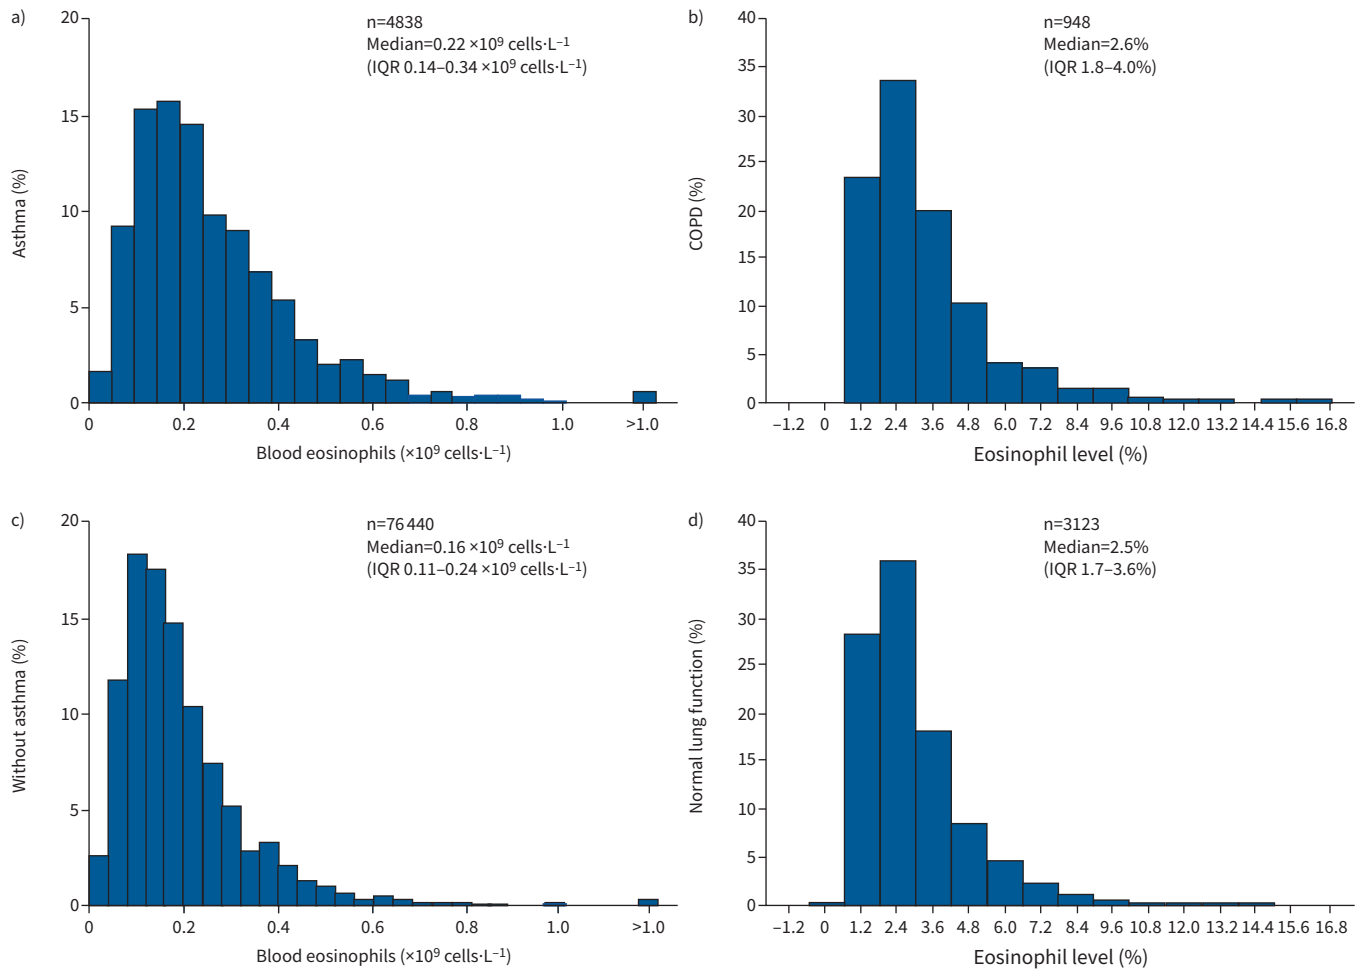 a)
n=4838
Median=0.22 ×10⁹ cells·L⁻¹
(IQR 0.14–0.34 ×10⁹ cells·L⁻¹)
Asthma (%)
20
15
10
5
0
0 0.2 0.4 0.6 0.8 1.0 >1.0
Blood eosinophils (×10⁹ cells·L⁻¹)
b)
n=948
Median=2.6%
(IQR 1.8–4.0%)
COPD (%)
40
35
30
25
20
15
10
5
0
−1.2 0 1.2 2.4 3.6 4.8 6.0 7.2 8.4 9.6 10.8 12.0 13.2 14.4 15.6 16.8
Eosinophil level (%)
c)
n=76 440
Median=0.16 ×10⁹ cells·L⁻¹
(IQR 0.11–0.24 ×10⁹ cells·L⁻¹)
Without asthma (%)
20
15
10
5
0
0 0.2 0.4 0.6 0.8 1.0 >1.0
Blood eosinophils (×10⁹ cells·L⁻¹)
d)
n=3123
Median=2.5%
(IQR 1.7–3.6%)
Normal lung function (%)
40
35
30
25
20
15
10
5
0
−1.2 0 1.2 2.4 3.6 4.8 6.0 7.2 8.4 9.6 10.8 12.0 13.2 14.4 15.6 16.8
Eosinophil level (%)